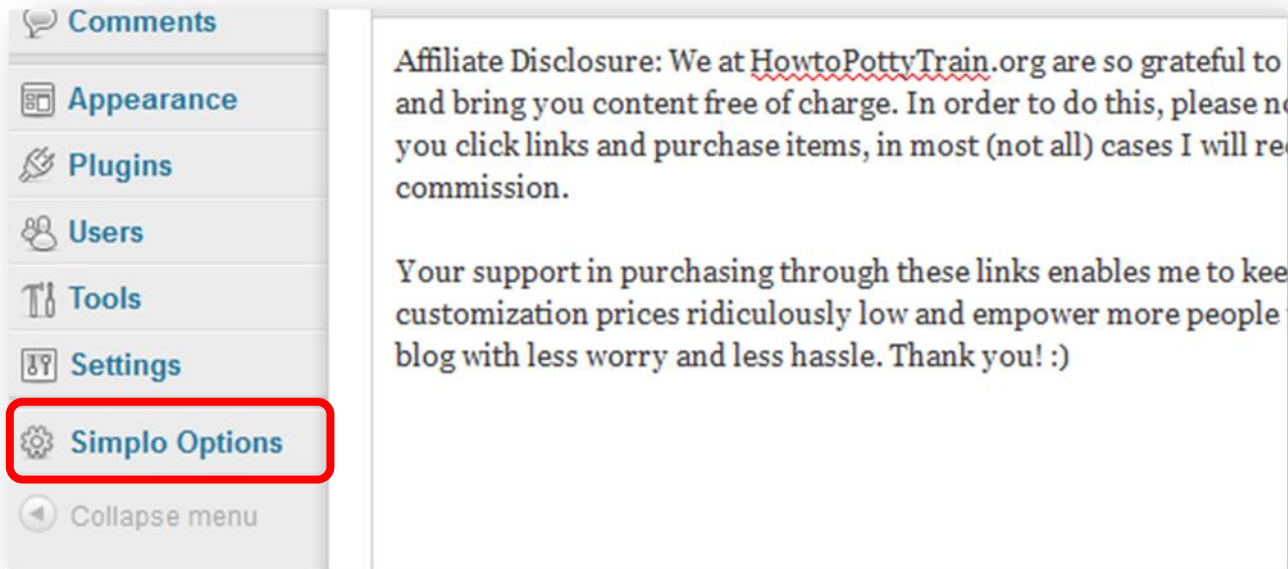 Comments
Appearance
Plugins
Users
Tools
Settings
Simplo Options
Collapse menu
Affiliate Disclosure: We at HowtoPottyTrain.org are so grateful to
and bring you content free of charge. In order to do this, please
you click links and purchase items, in most (not all) cases I will
commission.
Your support in purchasing through these links enables me to
customization prices ridiculously low and empower more people
blog with less worry and less hassle. Thank you! :)